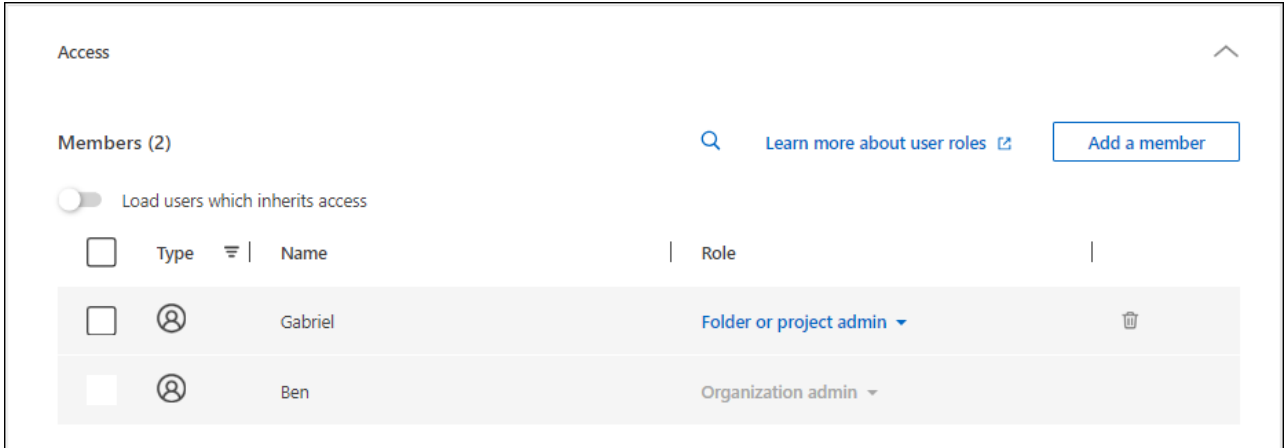 Access
Members (2)
Learn more about user roles
Add a member
Load users which inherits access
Type Name Role
Gabriel Folder or project admin
Ben Organization admin